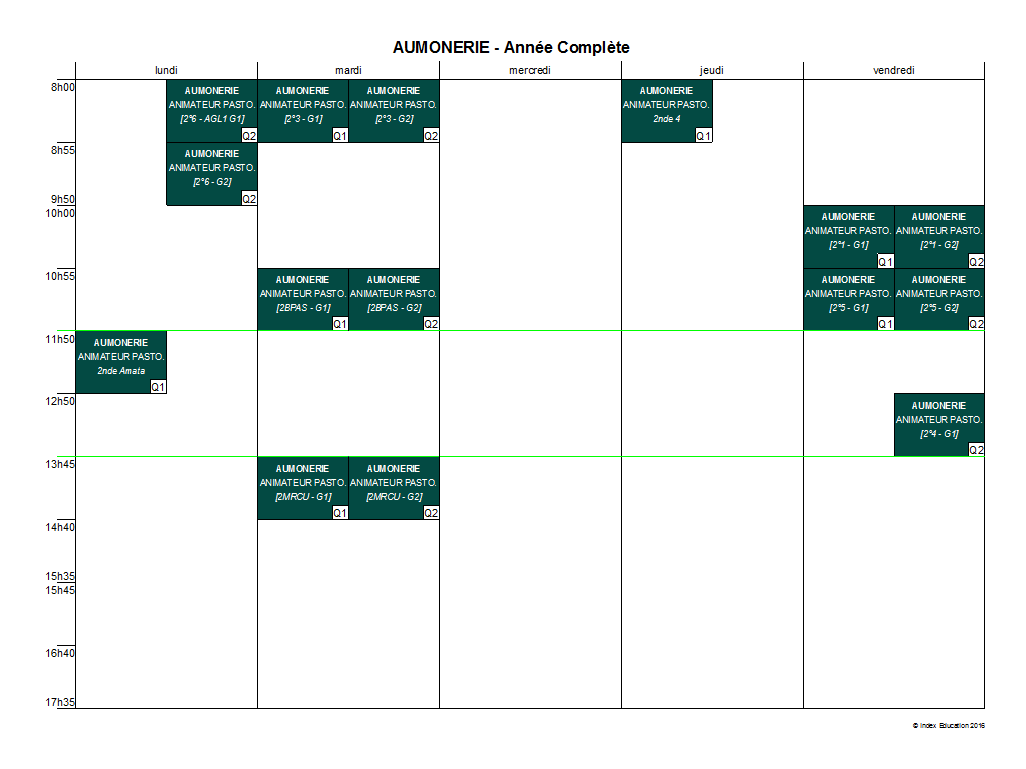 AUMONERIE - Année Complète
lundi
mardi
mercredi
jeudi
vendredi
8h00
AUMONERIE
ANIMATEUR PASTO.
[2°6 - AGL1 G1]
Q2
AUMONERIE
ANIMATEUR PASTO.
[2°3 - G1]
Q1
AUMONERIE
ANIMATEUR PASTO.
[2°3 - G2]
Q2
AUMONERIE
ANIMATEUR PASTO.
2nde 4
Q1
8h55
AUMONERIE
ANIMATEUR PASTO.
[2°6 - G2]
Q2
9h50
10h00
AUMONERIE
ANIMATEUR PASTO.
[2°1 - G1]
Q1
AUMONERIE
ANIMATEUR PASTO.
[2°1 - G2]
Q2
10h55
AUMONERIE
ANIMATEUR PASTO.
[2BPAS - G1]
Q1
AUMONERIE
ANIMATEUR PASTO.
[2BPAS - G2]
Q2
AUMONERIE
ANIMATEUR PASTO.
[2°5 - G1]
Q1
AUMONERIE
ANIMATEUR PASTO.
[2°5 - G2]
Q2
11h50
AUMONERIE
ANIMATEUR PASTO.
2nde Amata
Q1
12h50
AUMONERIE
ANIMATEUR PASTO.
[2°4 - G1]
Q2
13h45
AUMONERIE
ANIMATEUR PASTO.
[2MRCU - G1]
Q1
AUMONERIE
ANIMATEUR PASTO.
[2MRCU - G2]
Q2
14h40
15h35
15h45
16h40
17h35
© Index Education 2016